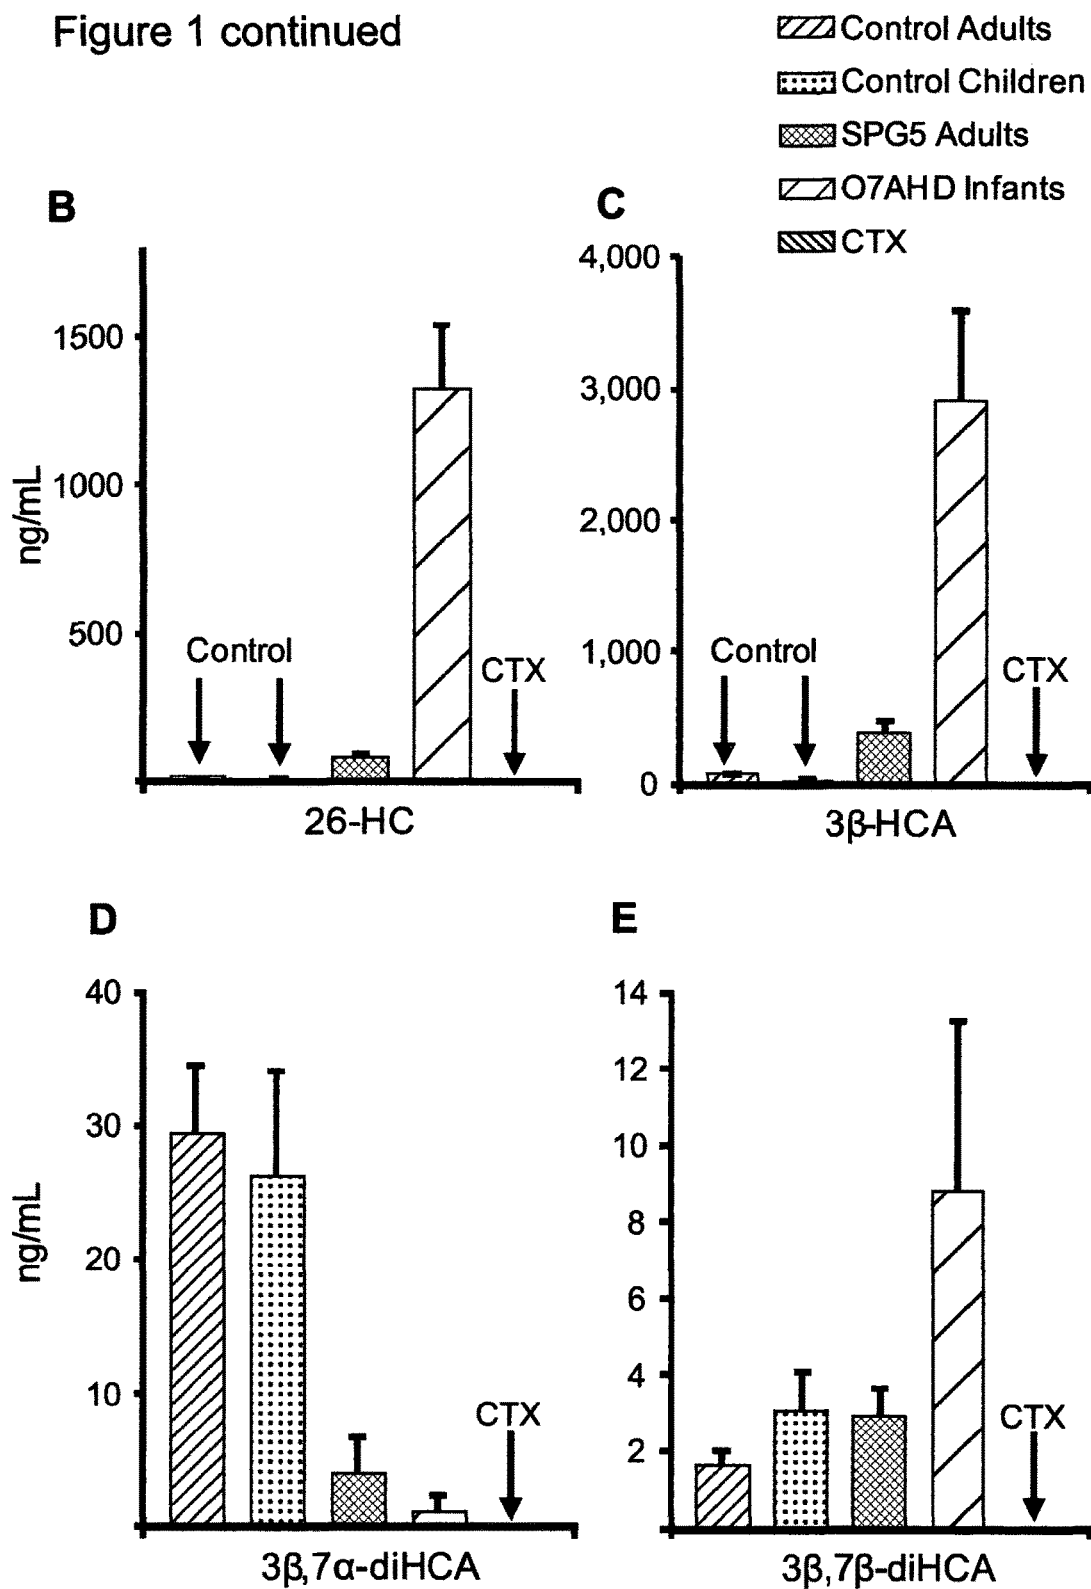 Figure 1 continued
Control Adults
Control Children
SPG5 Adults
O7AHD Infants
CTX
B
ng/mL
1500
1000
500
Control
CTX
26-HC
C
4,000
3,000
2,000
1,000
0
Control
CTX
3β-HCA
D
ng/mL
40
30
20
10
CTX
3β,7α-diHCA
E
14
12
10
8
6
4
2
CTX
3β,7β-diHCA